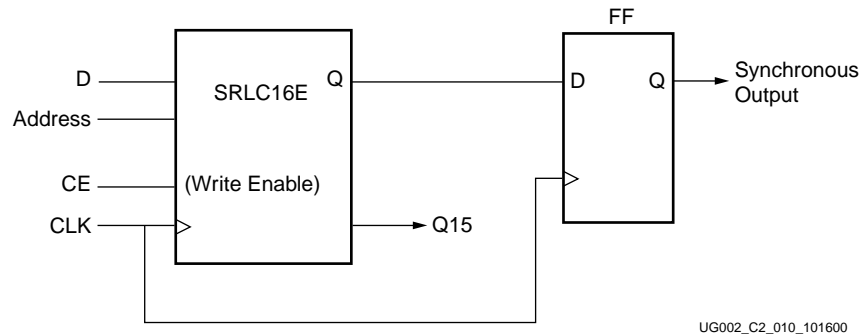 FF
D
Q
SRLC16E
D
Q
Synchronous
Output
Address
CE
(Write Enable)
CLK
Q15
UG002_C2_010_101600